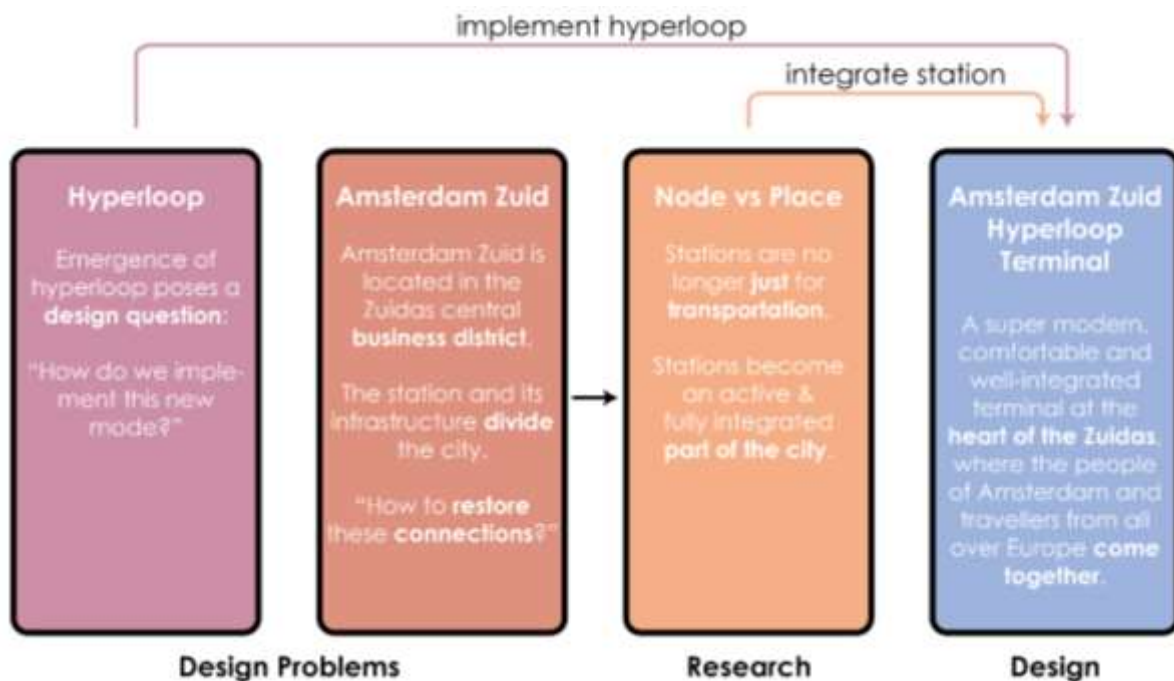 implement hyperloop
integrate station
Hyperloop
Emergence of
hyperloop poses a
design question:
"How do we imple-
ment this new
mode?"
Amsterdam Zuid
Amsterdam Zuid is
located in the
Zuidas central
business district.
The station and its
infrastructure divide
the city.
"How to restore
these connections?"
Node vs Place
Stations are no
longer just for
transportation.
Stations become
an active &
fully integrated
part of the city.
Amsterdam Zuid
Hyperloop
Terminal
A super modern,
comfortable and
well-integrated
terminal at the
heart of the Zuidas,
where the people
of Amsterdam and
travellers from all
over Europe come
together.
Design Problems
Research
Design